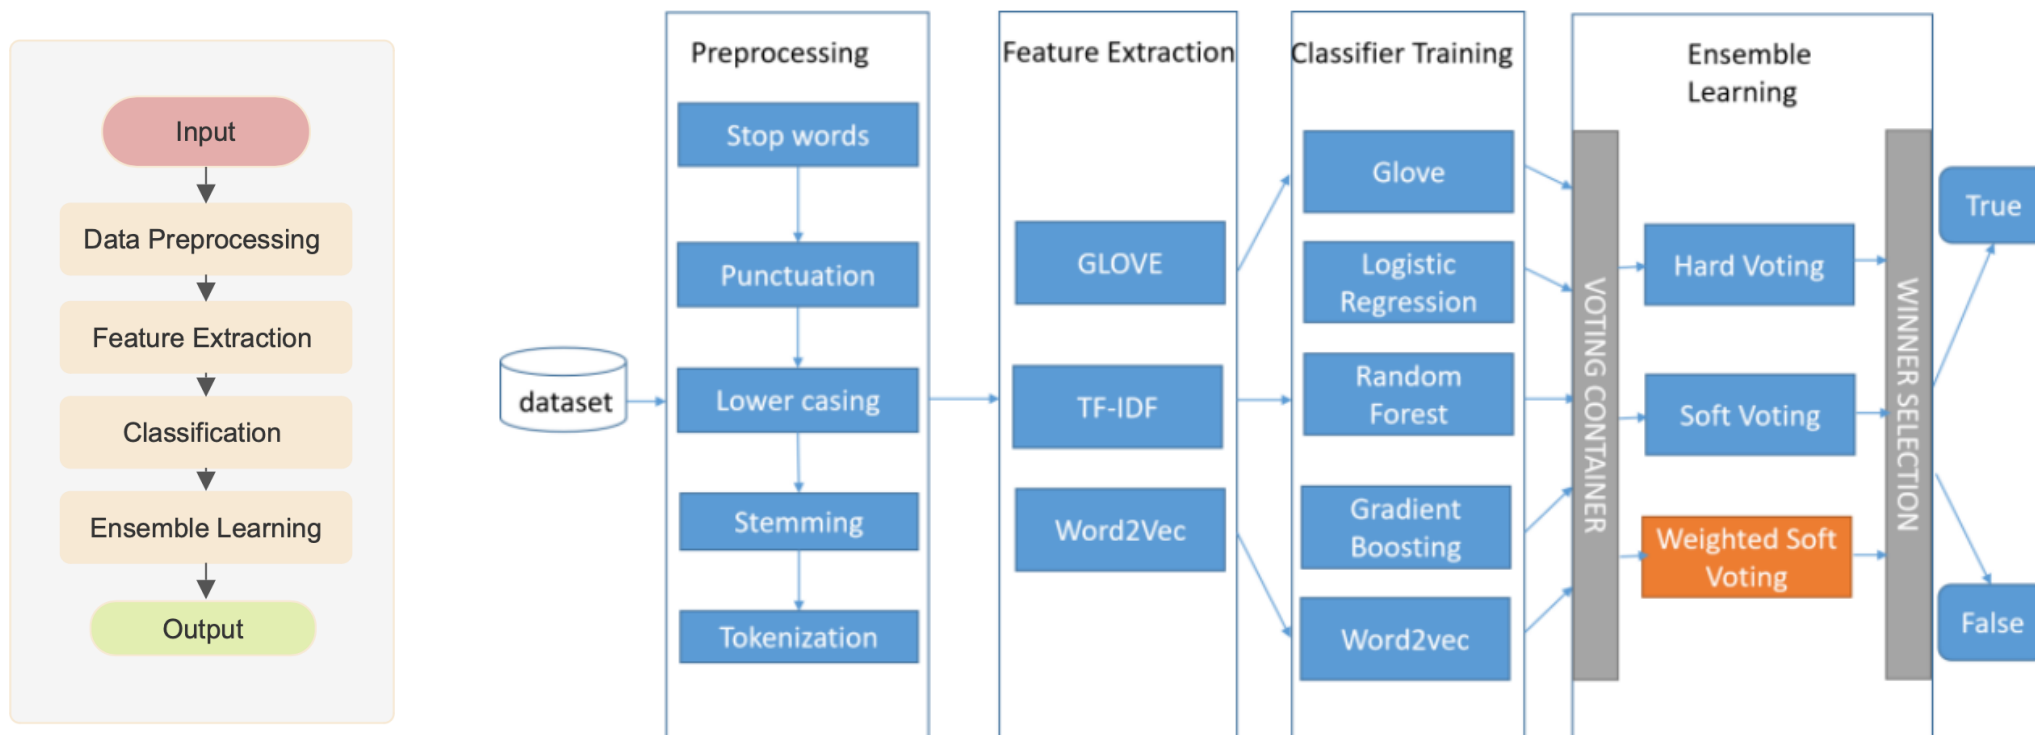 Input
Data Preprocessing
Feature Extraction
Classification
Ensemble Learning
Output
dataset
Preprocessing
Stop words
Punctuation
Lower casing
Stemming
Tokenization
Feature Extraction
GLOVE
TF-IDF
Word2Vec
Classifier Training
Glove
Logistic
Regression
Random
Forest
Gradient
Boosting
Word2vec
Ensemble
Learning
VOTING CONTAINER
Hard Voting
Soft Voting
Weighted Soft
Voting
WINNER SELECTION
True
False